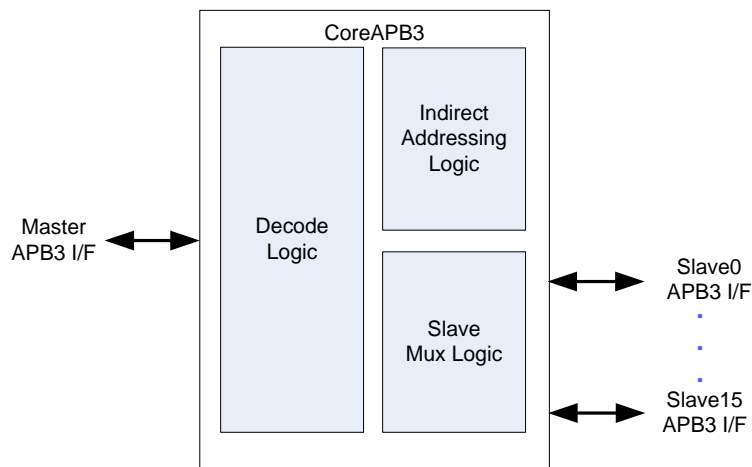 CoreAPB3
Indirect
Addressing
Logic
Decode
Logic
Master
APB3 I/F
Slave
Mux Logic
Slave0
APB3 I/F
Slave15
APB3 I/F